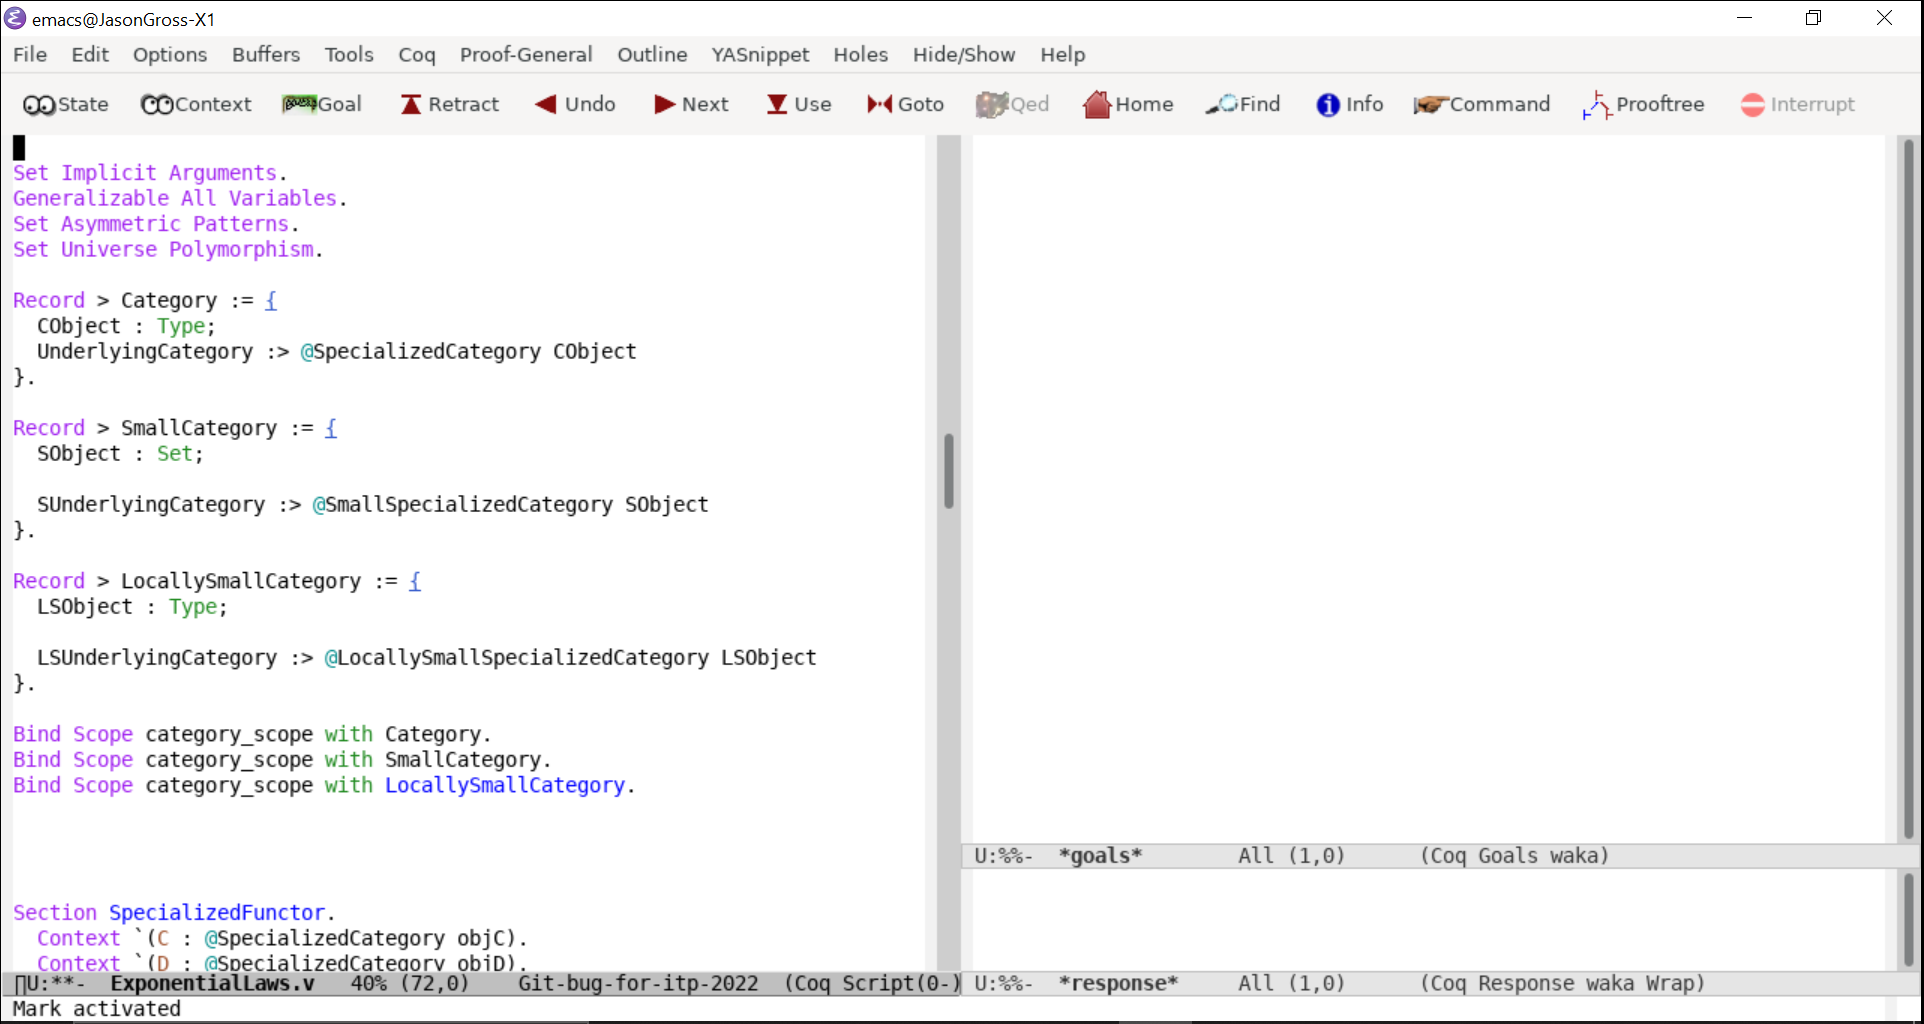 emacs@JasonGross-X1
File Edit Options Buffers Tools Coq Proof-General Outline YASnippet Holes Hide/Show Help
State Context Goal Retract Undo Next Use Goto Qed Home Find Info Command Prooftree Interrupt
Set Implicit Arguments.
Generalizable All Variables.
Set Asymmetric Patterns.
Set Universe Polymorphism.
Record > Category := {
  CObject : Type;
  UnderlyingCategory :> @SpecializedCategory CObject
}.
Record > SmallCategory := {
  SObject : Set;
  SUnderlyingCategory :> @SmallSpecializedCategory SObject
}.
Record > LocallySmallCategory := {
  LSObject : Type;
  LSUnderlyingCategory :> @LocallySmallSpecializedCategory LSObject
}.
Bind Scope category_scope with Category.
Bind Scope category_scope with SmallCategory.
Bind Scope category_scope with LocallySmallCategory.
Section SpecializedFunctor.
  Context `(C : @SpecializedCategory objC).
  Context `(D : @SpecializedCategory objD).
U:**-  ExponentialLaws.v   40% (72,0)    Git-bug-for-itp-2022  (Coq Script(0-)
Mark activated
U:%%-  *goals*        All (1,0)      (Coq Goals waka)
U:%%-  *response*     All (1,0)      (Coq Response waka Wrap)